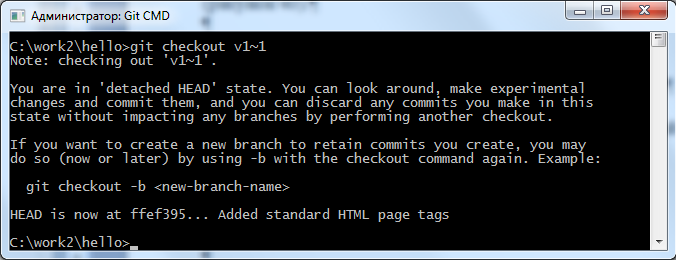 Администратор: Git CMD
C:\work2\hello>git checkout v1~1
Note: checking out 'v1~1'.
You are in 'detached HEAD' state. You can look around, make experimental
changes and commit them, and you can discard any commits you make in this
state without impacting any branches by performing another checkout.
If you want to create a new branch to retain commits you create, you may
do so (now or later) by using -b with the checkout command again. Example:
git checkout -b <new-branch-name>
HEAD is now at ffef395... Added standard HTML page tags
C:\work2\hello>_